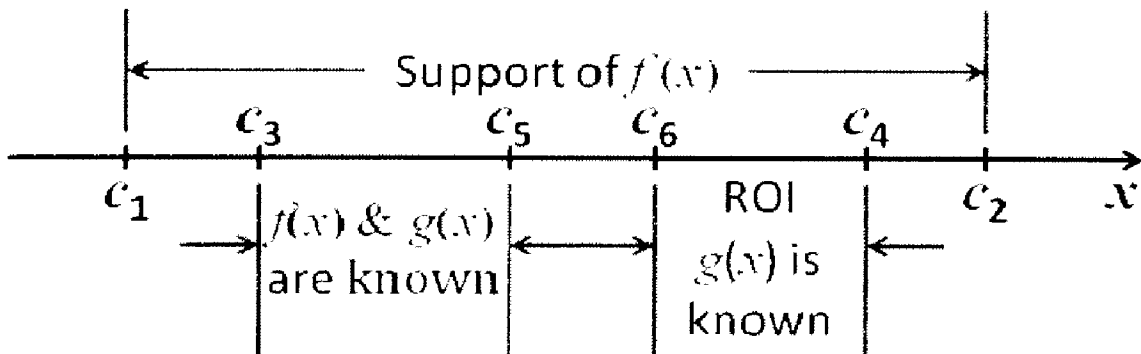 Support of f(x)
c3 c5 c6 c4
c1 c2 x
f(x) & g(x) are known
ROI g(x) is known